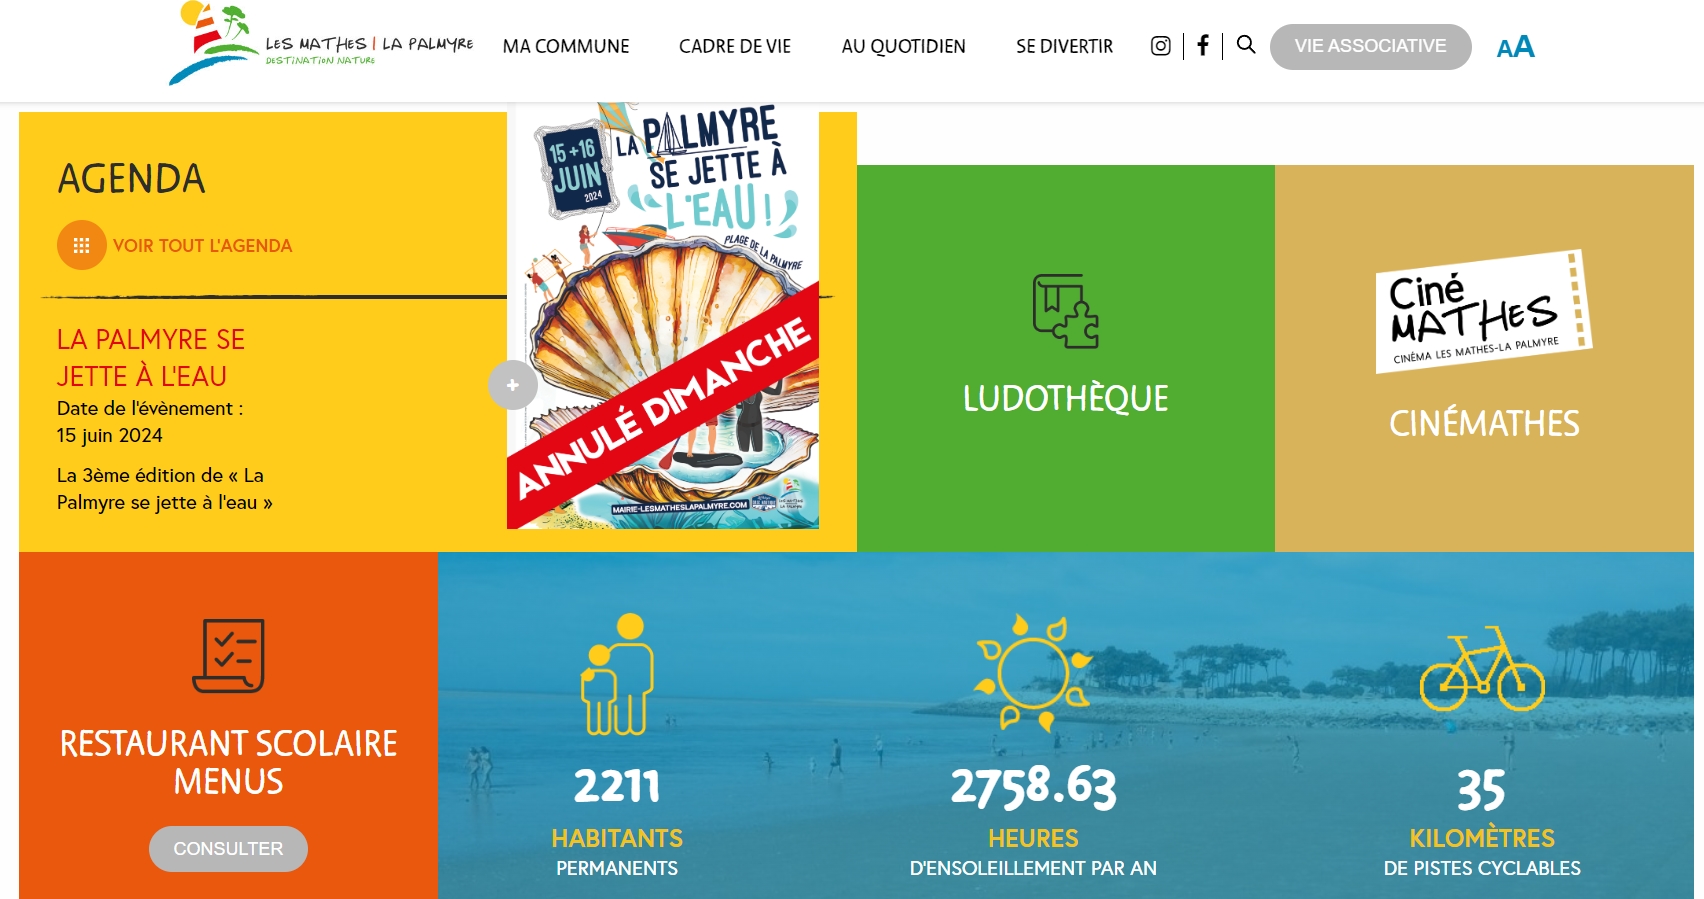 LES MATHES | LA PALMYRE
DESTINATION NATURE
MA COMMUNE
CADRE DE VIE
AU QUOTIDIEN
SE DIVERTIR
VIE ASSOCIATIVE
AA
AGENDA
VOIR TOUT L'AGENDA
LA PALMYRE SE
JETTE À L'EAU
Date de l'évènement :
15 juin 2024
La 3ème édition de « La
Palmyre se jette à l'eau »
15+16
JUIN
2024
LA PALMYRE
SE JETTE À
L'EAU !
PLAGE DE LA PALMYRE
ANNULÉ DIMANCHE
MAIRIE-LESMATHESLAPALMYRE.COM
LUDOTHÈQUE
Ciné
MATHES
CINÉMA LES MATHES-LA PALMYRE
CINÉMATHES
RESTAURANT SCOLAIRE
MENUS
CONSULTER
2211
HABITANTS
PERMANENTS
2758.63
HEURES
D'ENSOLEILLEMENT PAR AN
35
KILOMÈTRES
DE PISTES CYCLABLES